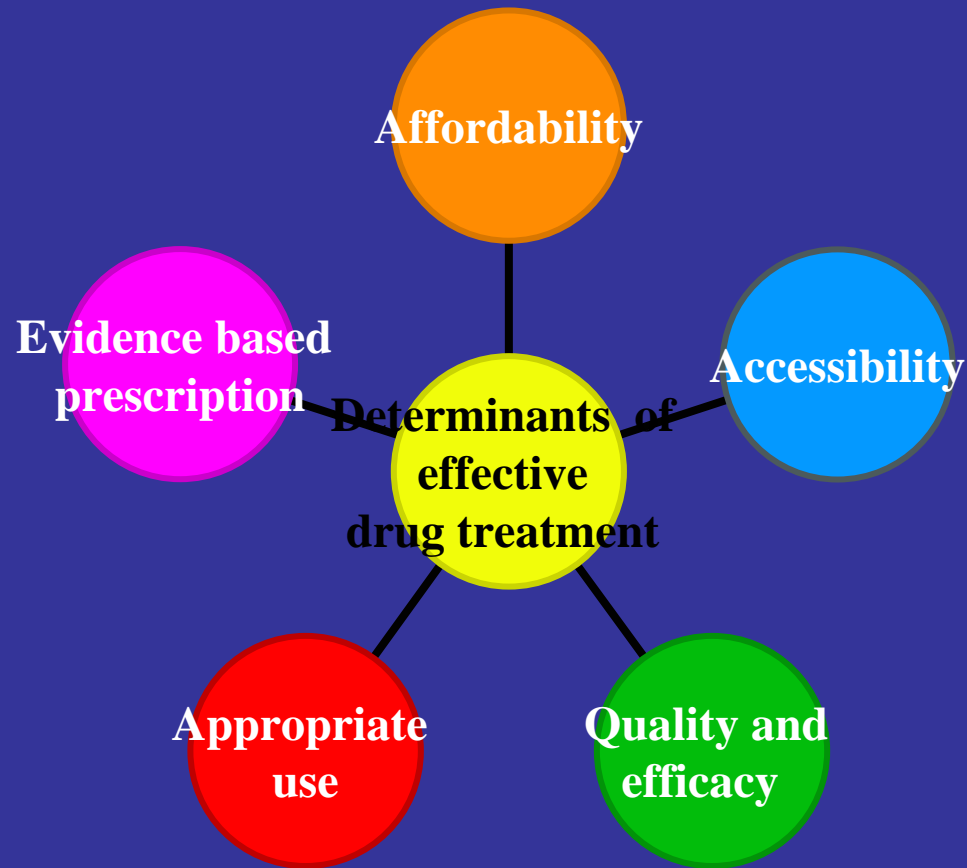 Affordability
Evidence based
prescription
Accessibility
Determinants of
effective
drug treatment
Appropriate
use
Quality and
efficacy